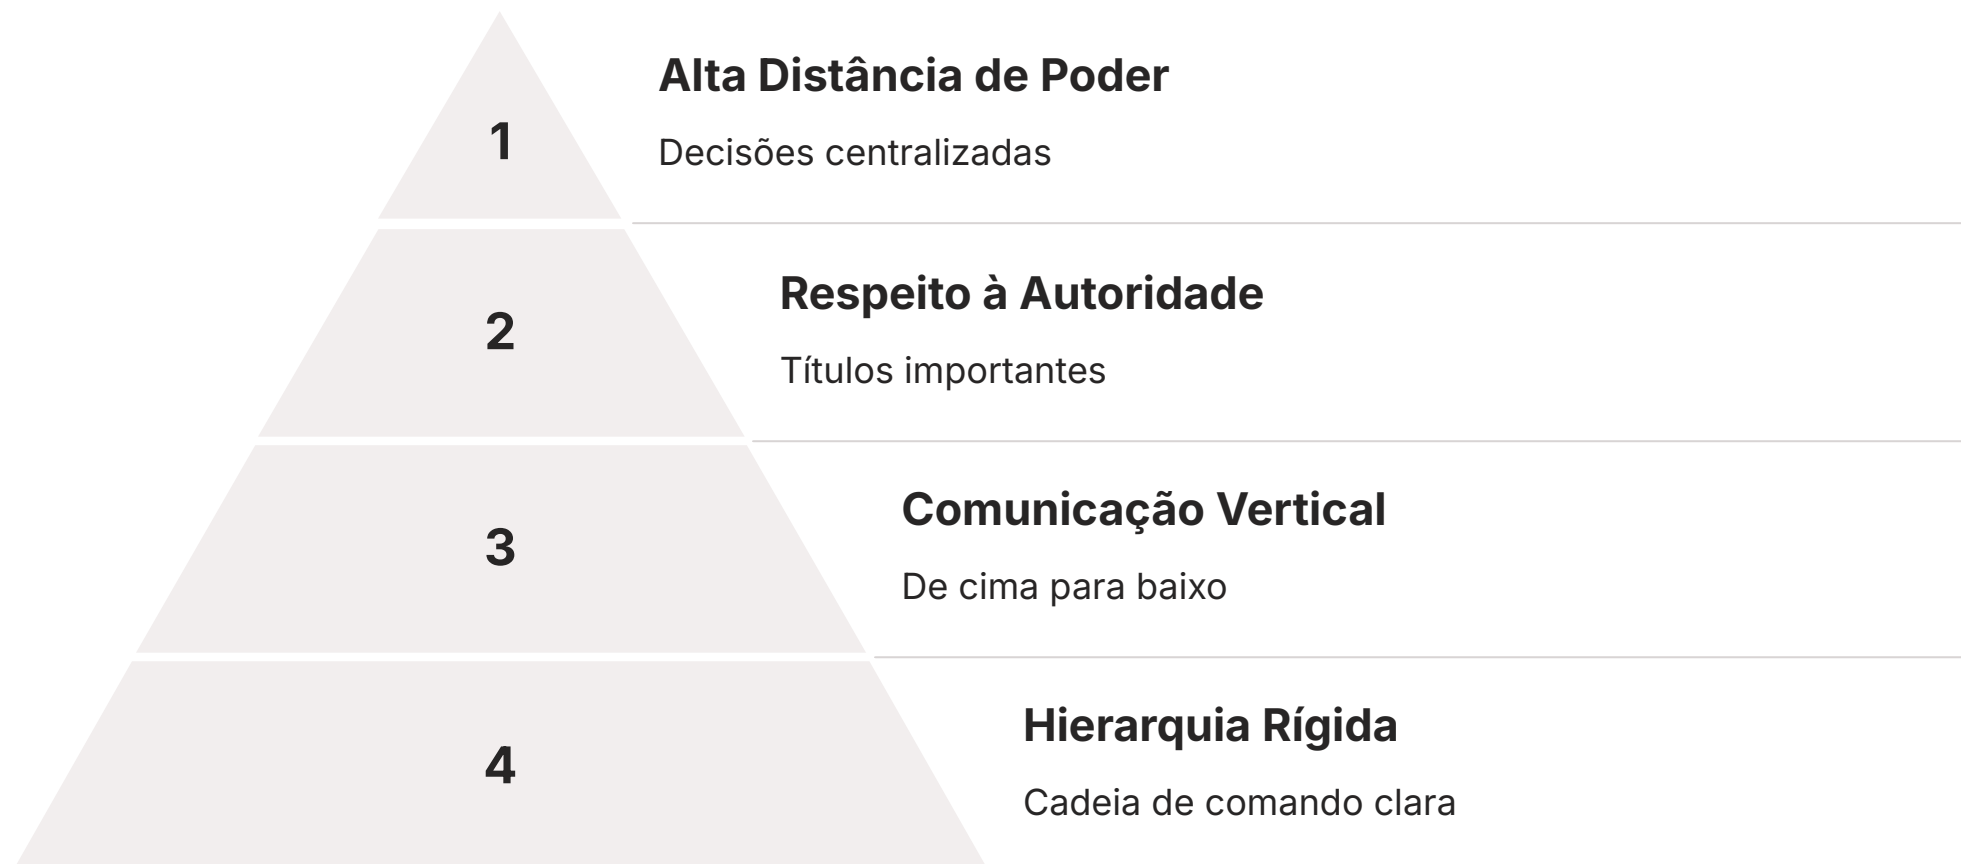 1
Alta Distância de Poder
Decisões centralizadas
2
Respeito à Autoridade
Títulos importantes
3
Comunicação Vertical
De cima para baixo
4
Hierarquia Rígida
Cadeia de comando clara